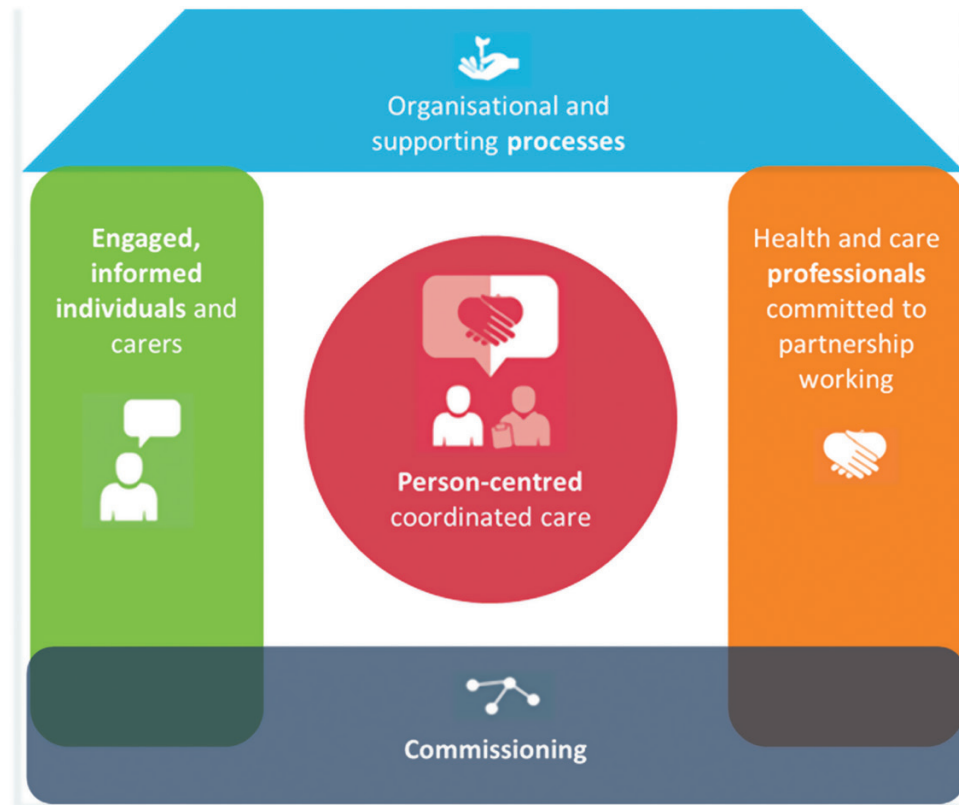 Organisational and
supporting processes
Engaged,
informed
individuals and
carers
Health and care
professionals
committed to
partnership
working
Person-centred
coordinated care
Commissioning